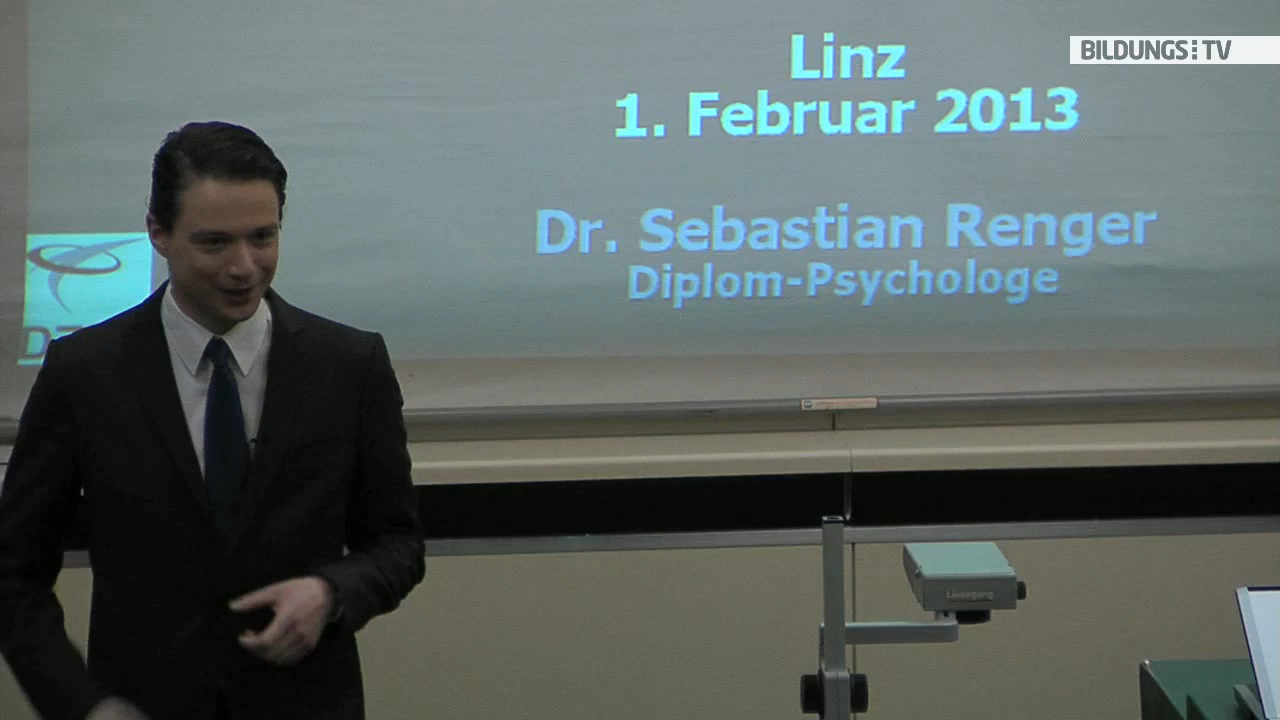 BILDUNGS:TV
Linz
1. Februar 2013
Dr. Sebastian Renger
Diplom-Psychologe
Liesegang